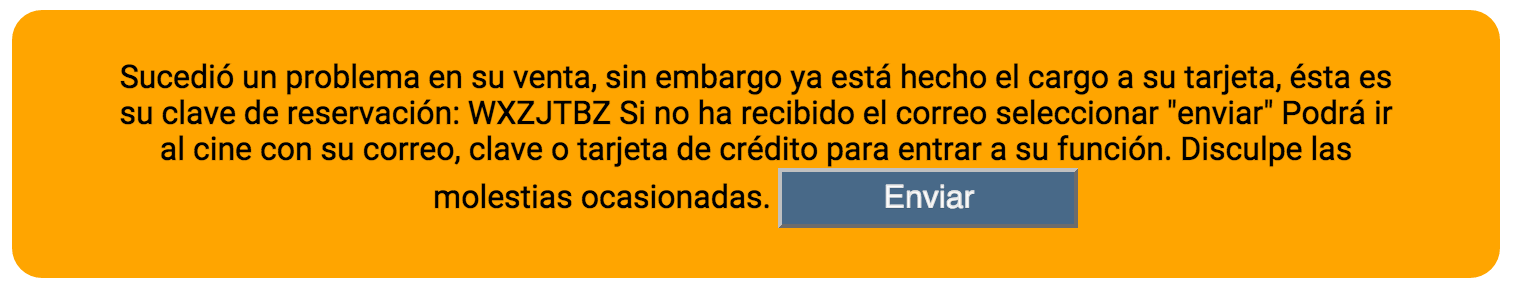 Sucedió un problema en su venta, sin embargo ya está hecho el cargo a su tarjeta, ésta es
su clave de reservación: WXZJTBZ Si no ha recibido el correo seleccionar "enviar" Podrá ir
al cine con su correo, clave o tarjeta de crédito para entrar a su función. Disculpe las
molestias ocasionadas. Enviar